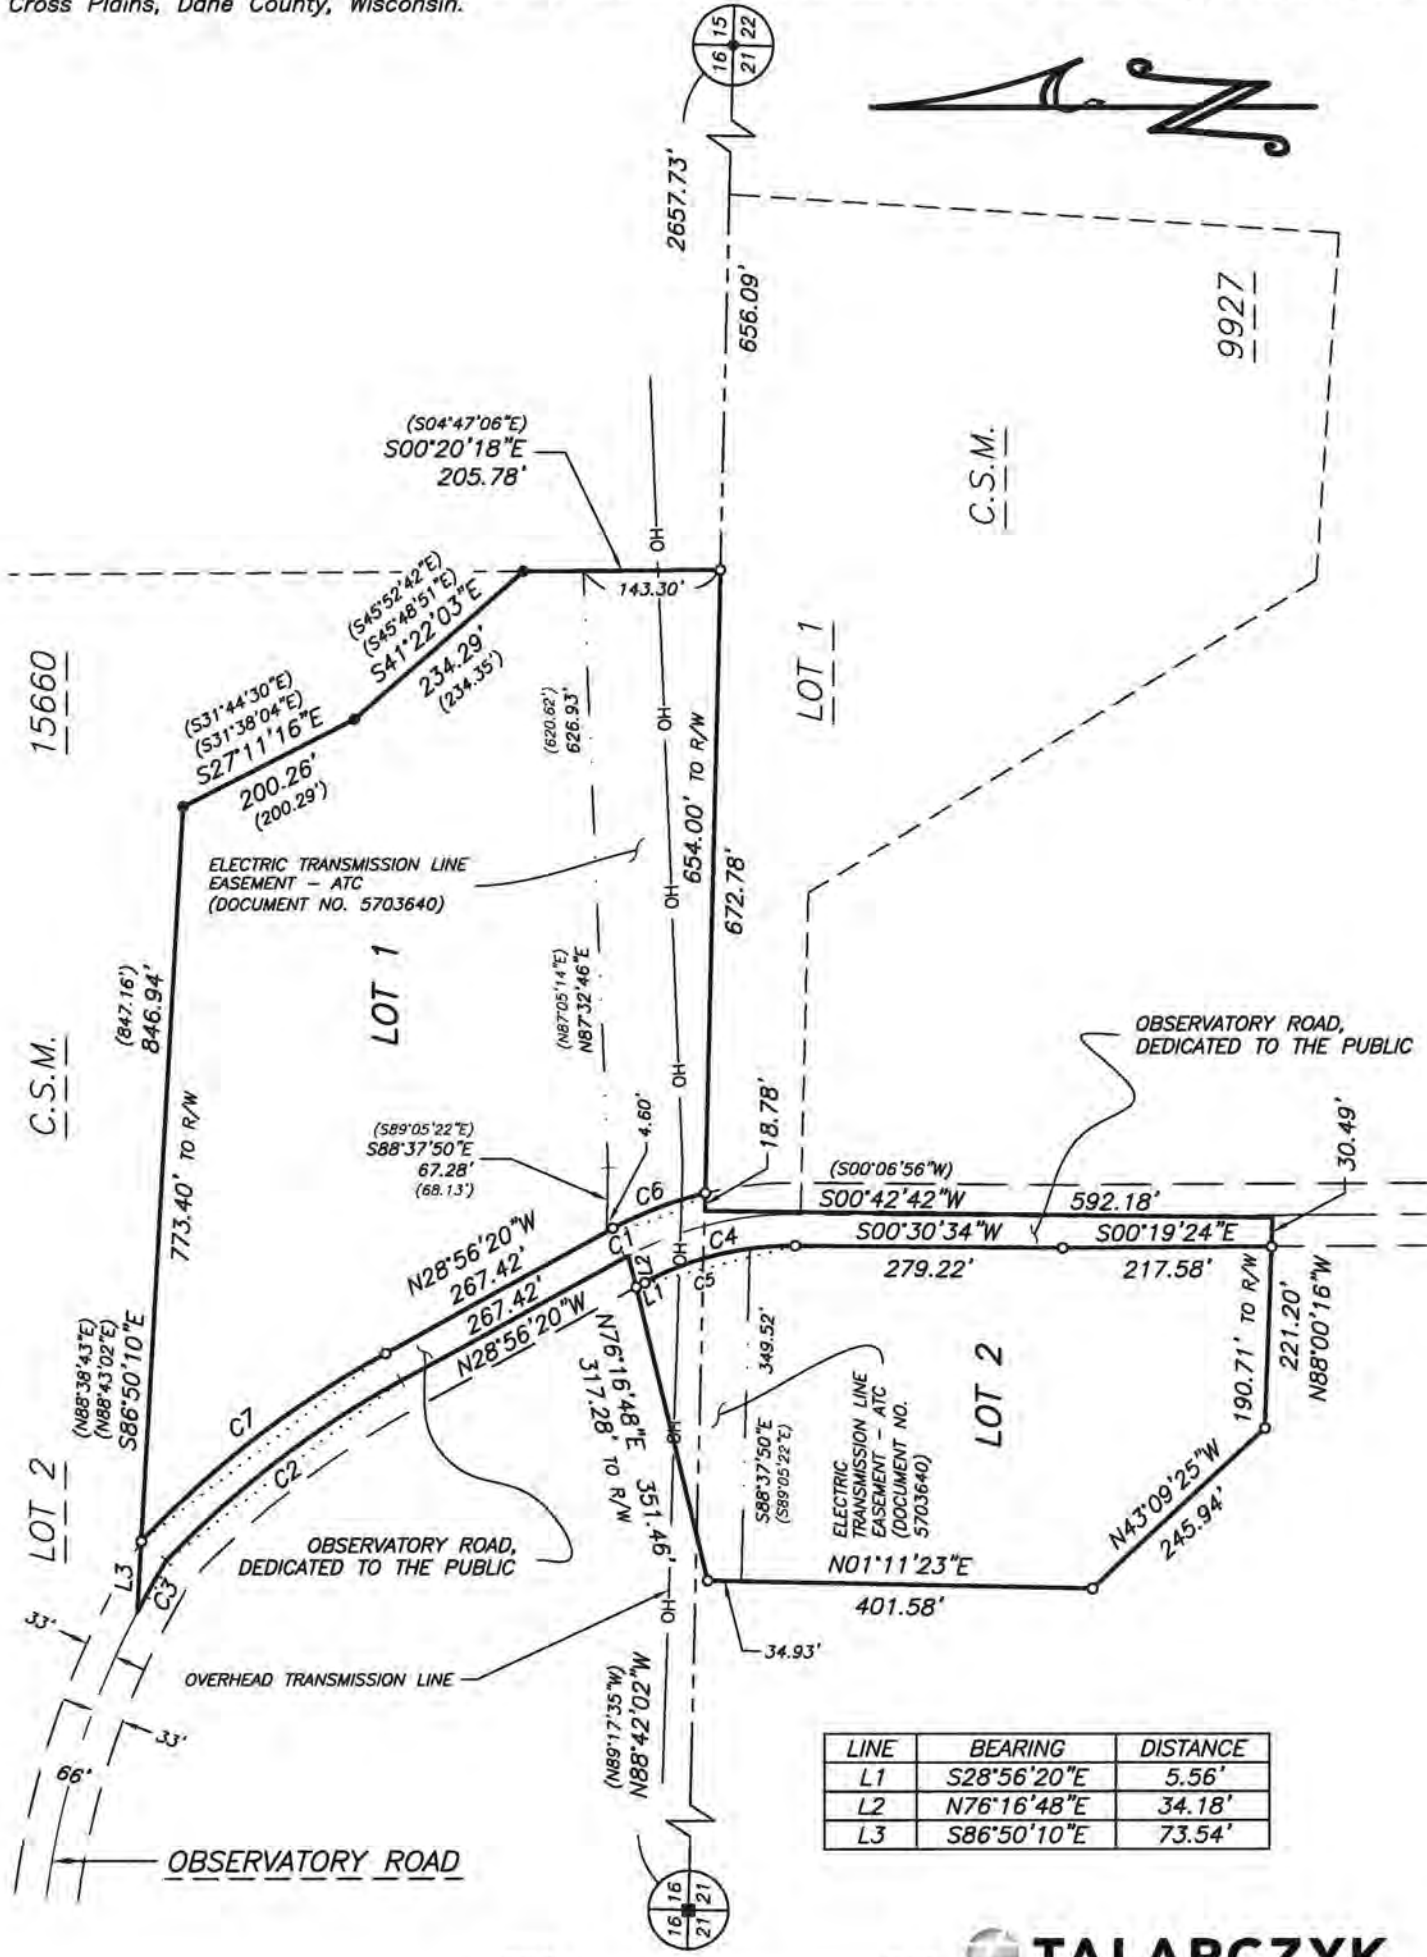 Cross Plains, Dane County, Wisconsin.
16 15
21 22
2657.73'
656.09'
9927
C.S.M.
(S04°47'06"E)
S00°20'18"E
205.78'
OH
143.30'
(S45°52'42"E)
(S45°48'51"E)
S41°22'03"E
234.29'
(234.35')
15660
(S31°44'30"E)
(S31°38'04"E)
S27°11'16"E
200.26'
(200.29')
(620.62')
626.93'
OH
654.00' TO R/W
672.78'
LOT 1
ELECTRIC TRANSMISSION LINE
EASEMENT – ATC
(DOCUMENT NO. 5703640)
OH
LOT 1
(847.16')
846.94'
(N87°05'14"E)
N87°32'46"E
C.S.M.
773.40' TO R/W
OH
OBSERVATORY ROAD,
DEDICATED TO THE PUBLIC
(S89°05'22"E)
S88°37'50"E
67.28'
(68.13')
4.60'
18.78'
30.49'
(S00°06'56"W)
S00°42'42"W
592.18'
C6
C1
C4
S00°30'34"W
S00°19'24"E
279.22'
217.58'
OH
C5
L2
L1
N28°56'20"W
267.42'
267.42'
N28°56'20"W
(N88°38'43"E)
(N88°43'02"E)
S86°50'10"E
N76°16'48"E
317.28' TO R/W
351.46'
349.52'
190.71' TO R/W
221.20'
N88°00'16"W
S88°37'50"E
(S89°05'22"E)
ELECTRIC
TRANSMISSION LINE
EASEMENT – ATC
(DOCUMENT NO.
5703640)
LOT 2
C7
C2
OH
N43°09'25"W
245.94'
LOT 2
L3
C3
OBSERVATORY ROAD,
DEDICATED TO THE PUBLIC
N01°11'23"E
401.58'
OH
33'
34.93'
OVERHEAD TRANSMISSION LINE
(N89°17'35"W)
N88°42'02"W
33'
66'
OBSERVATORY ROAD
LINE BEARING DISTANCE
L1 S28°56'20"E 5.56'
L2 N76°16'48"E 34.18'
L3 S86°50'10"E 73.54'
16 16
21 21
TALARCZYK